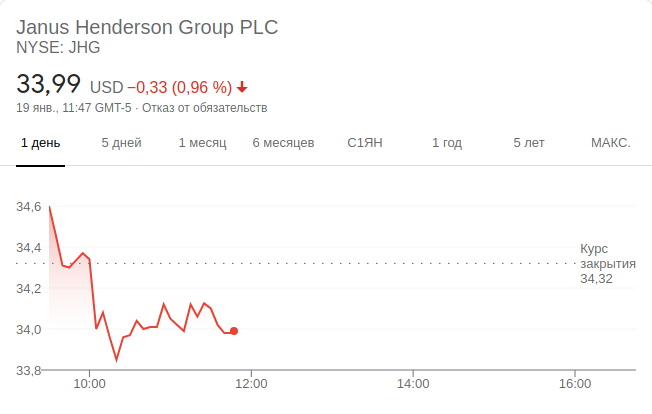 Janus Henderson Group PLC
NYSE: JHG
33,99 USD −0,33 (0,96 %)
19 янв., 11:47 GMT-5 · Отказ от обязательств
1 день 5 дней 1 месяц 6 месяцев С1ЯН 1 год 5 лет МАКС.
34,6
34,4
34,2
34,0
33,8
Курс
закрытия
34,32
10:00 12:00 14:00 16:00